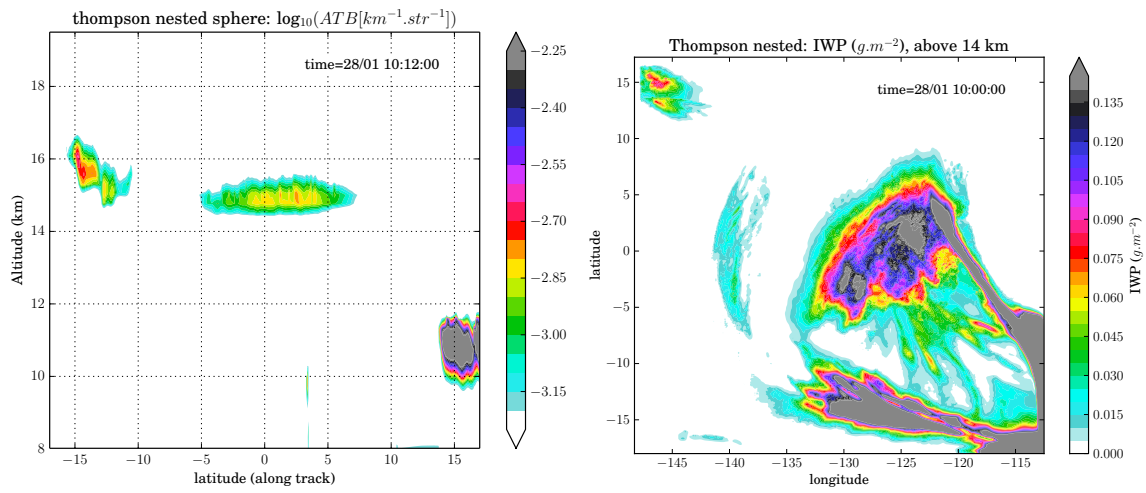 thompson nested sphere: log₁₀(ATB[km⁻¹.str⁻¹])
time=28/01 10:12:00
18
16
14
12
10
8
Altitude (km)
−15 −10 −5 0 5 10 15
latitude (along track)
−2.25
−2.40
−2.55
−2.70
−2.85
−3.00
−3.15
Thompson nested: IWP (g.m⁻²), above 14 km
time=28/01 10:00:00
15
10
5
0
−5
−10
−15
latitude
−145 −140 −135 −130 −125 −120 −115
longitude
0.135
0.120
0.105
0.090
0.075
0.060
0.045
0.030
0.015
0.000
IWP (g.m⁻²)